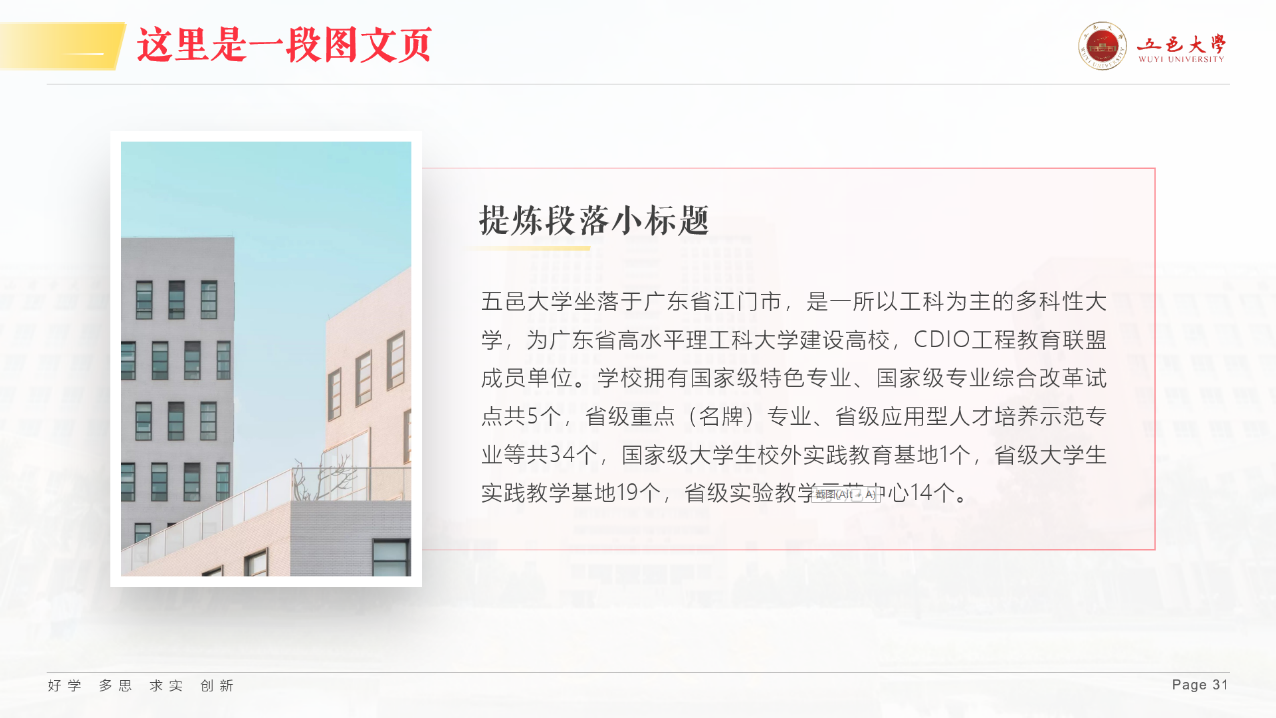 这里是一段图文页
五邑大學
WUYI UNIVERSITY
提炼段落小标题
五邑大学坐落于广东省江门市，是一所以工科为主的多科性大
学，为广东省高水平理工科大学建设高校，CDIO工程教育联盟
成员单位。学校拥有国家级特色专业、国家级专业综合改革试
点共5个，省级重点（名牌）专业、省级应用型人才培养示范专
业等共34个，国家级大学生校外实践教育基地1个，省级大学生
实践教学基地19个，省级实验教学示范中心14个。
截图(Alt + A)
好学 多思 求实 创新
Page 31